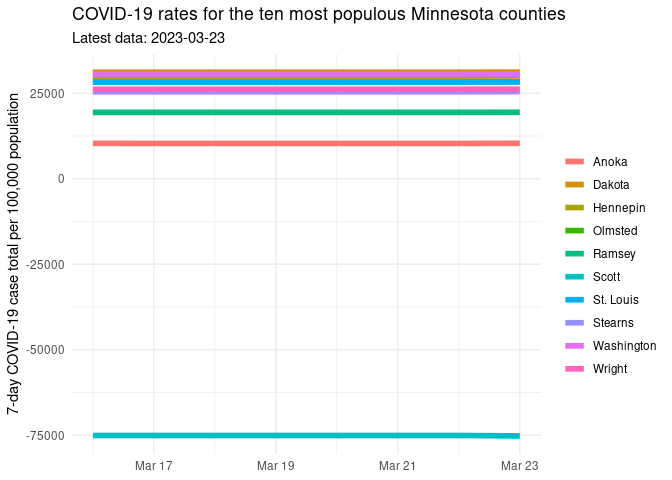 COVID-19 rates for the ten most populous Minnesota counties
Latest data: 2023-03-23
7-day COVID-19 case total per 100,000 population
25000
0
-25000
-50000
-75000
Mar 17
Mar 19
Mar 21
Mar 23
Anoka
Dakota
Hennepin
Olmsted
Ramsey
Scott
St. Louis
Stearns
Washington
Wright